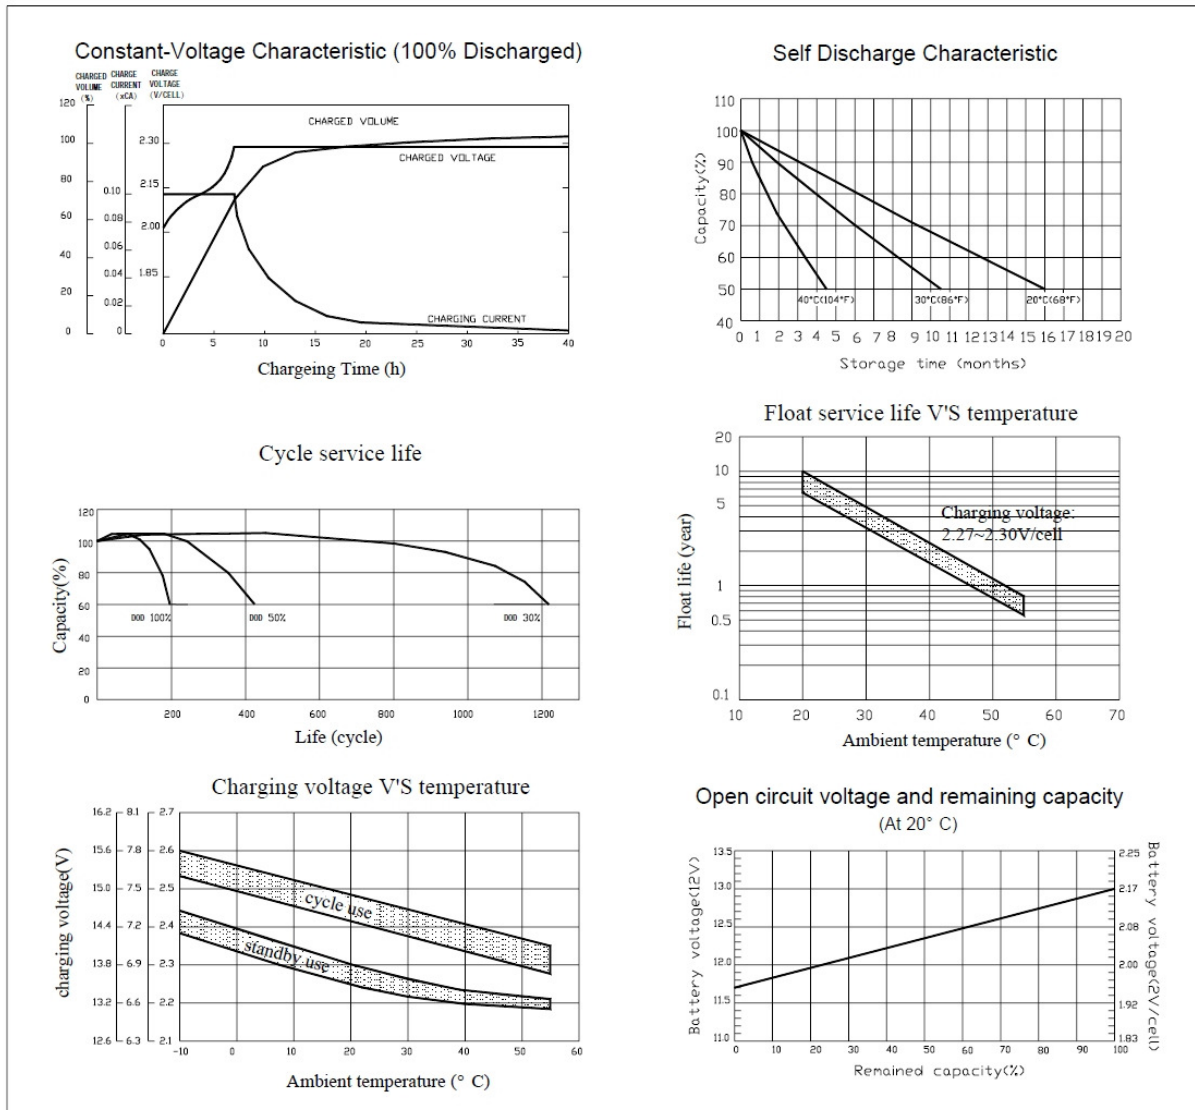 Constant-Voltage Characteristic (100% Discharged)
CHARGED VOLUME (%)
CHARGE CURRENT (xCA)
CHARGE VOLTAGE (V/CELL)
120
100
80
60
40
20
0
0.10
0.08
0.06
0.04
0.02
0
2.30
2.15
2.00
1.85
CHARGED VOLUME
CHARGED VOLTAGE
CHARGING CURRENT
0 5 10 15 20 25 30 35 40
Chargeing Time (h)
Self Discharge Characteristic
Capacity(%)
110
100
90
80
70
60
50
40
40°C(104°F) 30°C(86°F) 20°C(68°F)
0 1 2 3 4 5 6 7 8 9 10 11 12 13 14 15 16 17 18 19 20
Storage time (months)
Cycle service life
Capacity(%)
120
100
80
60
40
20
0
DOD 100% DOD 50% DOD 30%
200 400 600 800 1000 1200
Life (cycle)
Float service life V'S temperature
Float life (year)
20
10
5
1
0.5
0.1
Charging voltage:
2.27~2.30V/cell
10 20 30 40 50 60 70
Ambient temperature (° C)
Charging voltage V'S temperature
charging voltage(V)
16.2 8.1 2.7
15.6 7.8 2.6
15.0 7.5 2.5
14.4 7.2 2.4
13.8 6.9 2.3
13.2 6.6 2.2
12.6 6.3 2.1
cycle use
standby use
-10 0 10 20 30 40 50 60
Ambient temperature (° C)
Open circuit voltage and remaining capacity
(At 20° C)
Battery voltage(12V)
13.5
13.0
12.5
12.0
11.5
11.0
2.25
2.17
2.08
2.00
1.92
1.83
Battery voltage(2V/cell)
0 10 20 30 40 50 60 70 80 90 100
Remained capacity(%)